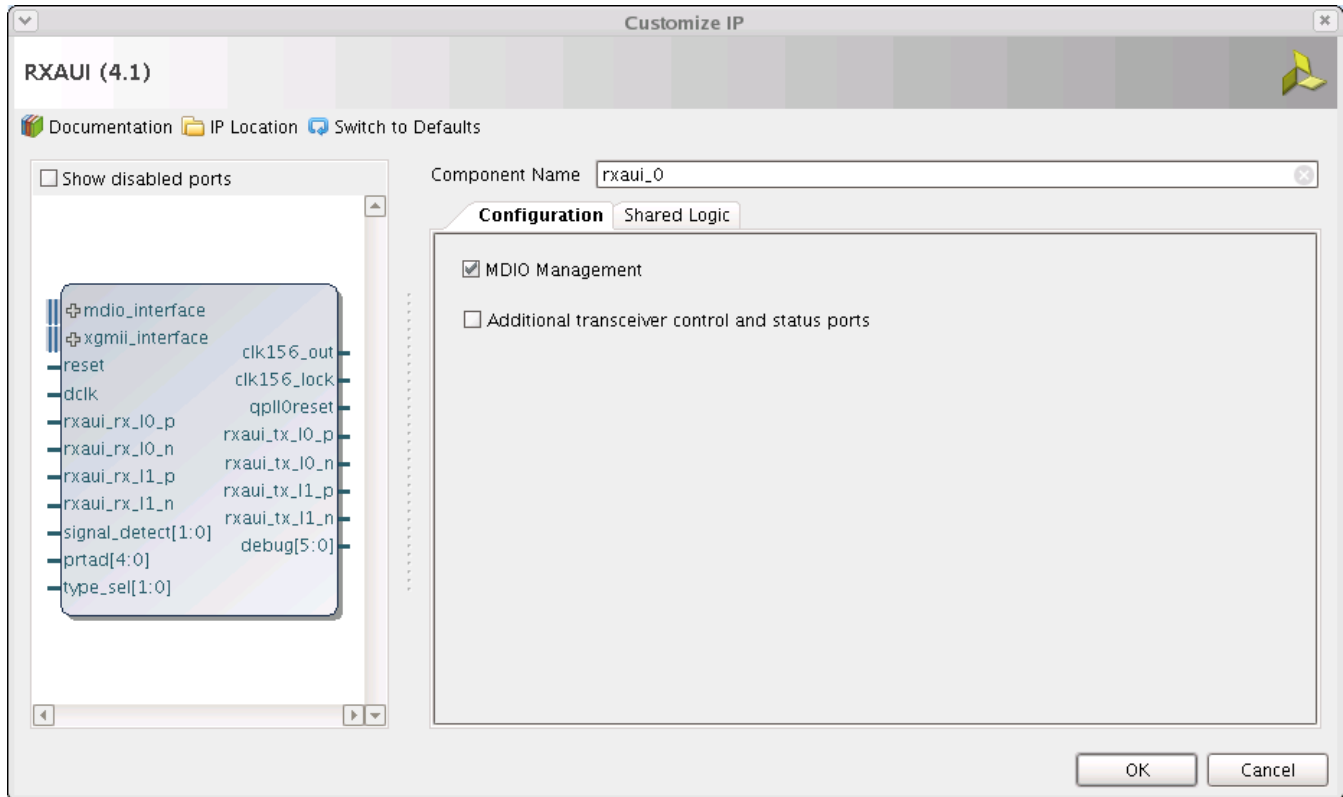 Customize IP
RXAUI (4.1)
Documentation IP Location Switch to Defaults
Show disabled ports
Component Name rxaui_0
Configuration Shared Logic
MDIO Management
Additional transceiver control and status ports
mdio_interface
xgmii_interface
reset
dclk
rxaui_rx_l0_p
rxaui_rx_l0_n
rxaui_rx_l1_p
rxaui_rx_l1_n
signal_detect[1:0]
prtad[4:0]
type_sel[1:0]
clk156_out
clk156_lock
qpll0reset
rxaui_tx_l0_p
rxaui_tx_l0_n
rxaui_tx_l1_p
rxaui_tx_l1_n
debug[5:0]
OK Cancel